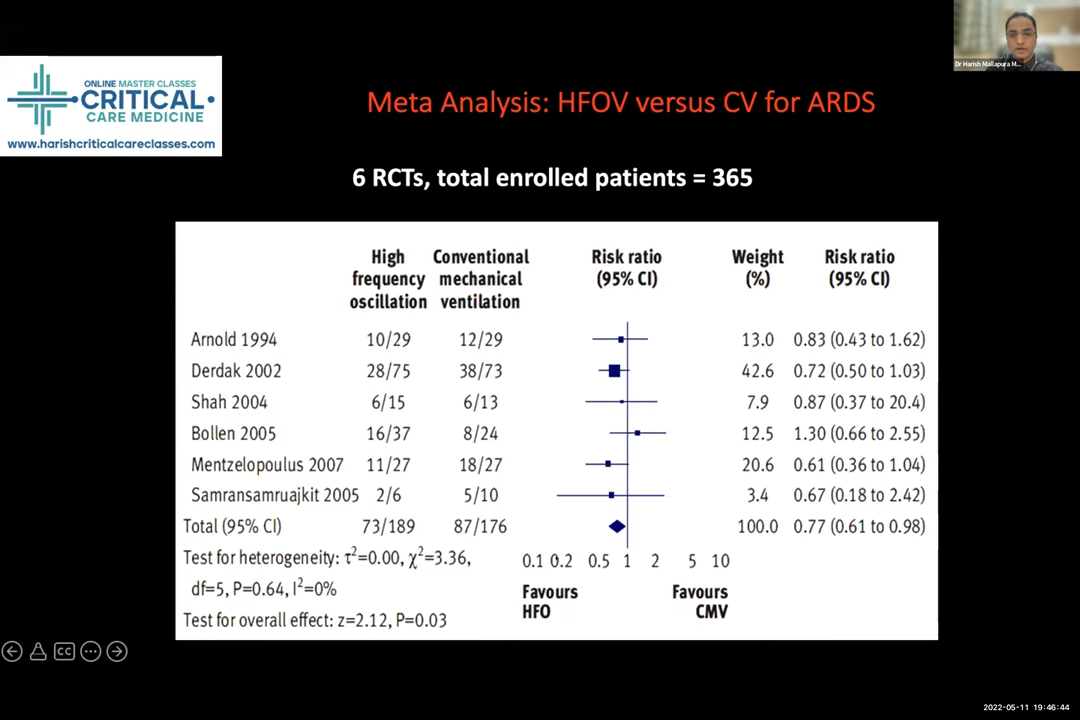 Dr Harish Mallapura M...
ONLINE MASTER CLASSES
CRITICAL
CARE MEDICINE
www.harishcriticalcareclasses.com
Meta Analysis: HFOV versus CV for ARDS
6 RCTs, total enrolled patients = 365
High frequency oscillation Conventional mechanical ventilation Risk ratio (95% CI) Weight (%) Risk ratio (95% CI)
Arnold 1994 10/29 12/29 13.0 0.83 (0.43 to 1.62)
Derdak 2002 28/75 38/73 42.6 0.72 (0.50 to 1.03)
Shah 2004 6/15 6/13 7.9 0.87 (0.37 to 20.4)
Bollen 2005 16/37 8/24 12.5 1.30 (0.66 to 2.55)
Mentzelopoulus 2007 11/27 18/27 20.6 0.61 (0.36 to 1.04)
Samransamruajkit 2005 2/6 5/10 3.4 0.67 (0.18 to 2.42)
Total (95% CI) 73/189 87/176 100.0 0.77 (0.61 to 0.98)
Test for heterogeneity: τ²=0.00, χ²=3.36,
df=5, P=0.64, I²=0%
Test for overall effect: z=2.12, P=0.03
0.1 0.2 0.5 1 2 5 10
Favours HFO Favours CMV
CC
2022-05-11 19:46:44